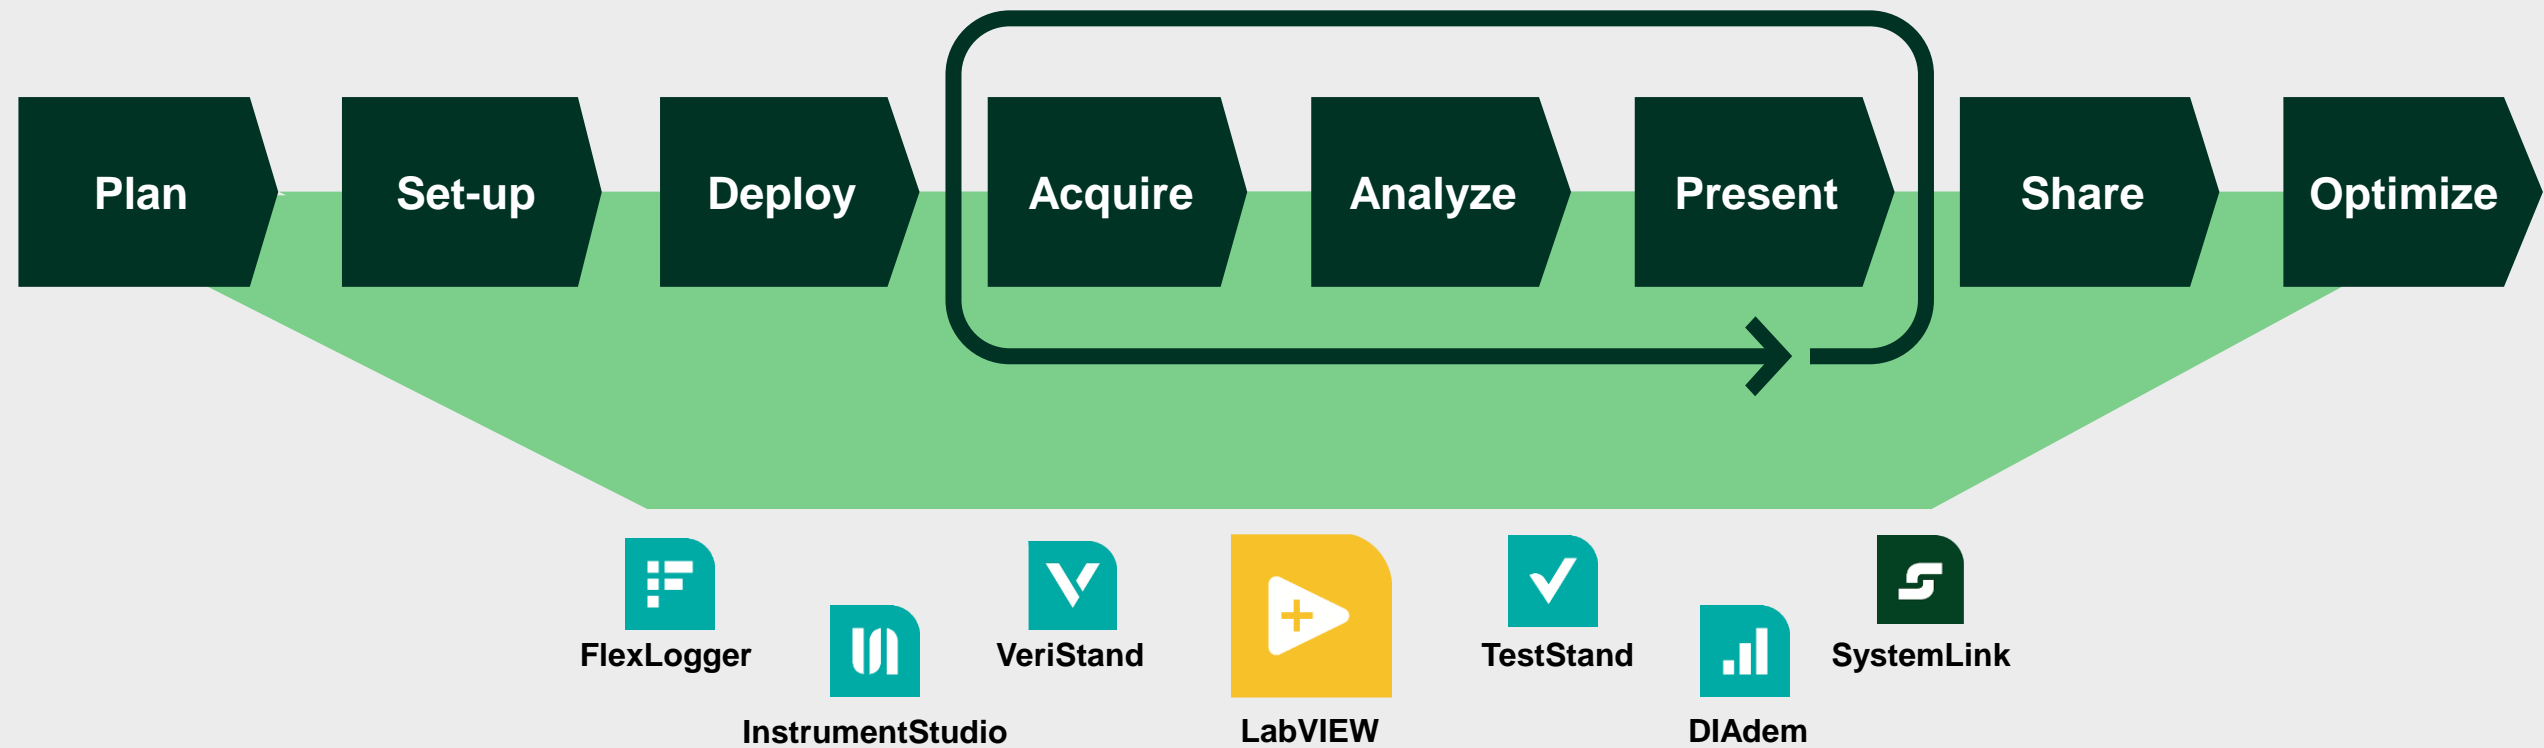 Plan
Set-up
Deploy
Acquire
Analyze
Present
Share
Optimize
FlexLogger
InstrumentStudio
VeriStand
LabVIEW
TestStand
DIAdem
SystemLink